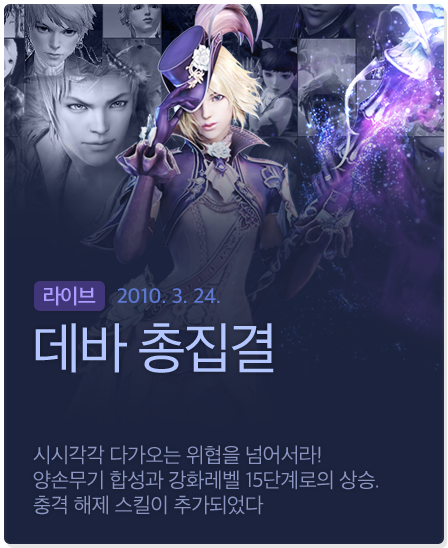 라이브 2010. 3. 24.
데바 총집결
시시각각 다가오는 위협을 넘어서라!
양손무기 합성과 강화레벨 15단계로의 상승.
충격 해제 스킬이 추가되었다